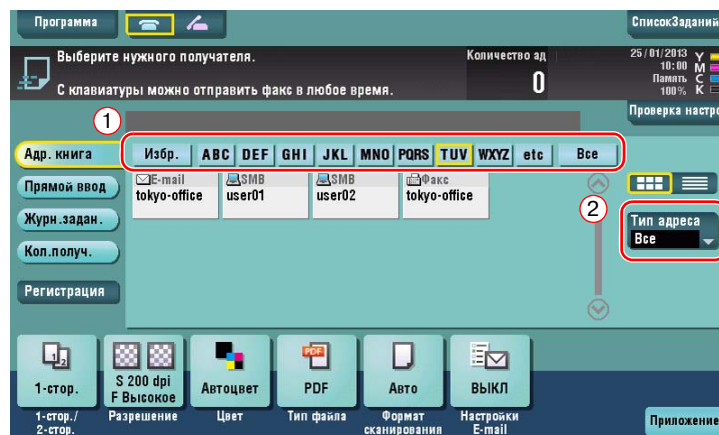 Программа
СписокЗаданий
Выберите нужного получателя.
Количество ад
0
С клавиатуры можно отправить факс в любое время.
25/01/2013
10:00
Память
100%
Y
M
C
K
Проверка настро
1
Адр. книга
Избр. ABC DEF GHI JKL MNO PQRS TUV WXYZ etc Все
Прямой ввод
Журн.задан.
Кол.получ.
Регистрация
E-mail
tokyo-office
SMB
user01
SMB
user02
Факс
tokyo-office
2
Тип адреса
Все
1-стор.
S 200 dpi
F Высокое
Автоцвет
PDF
PDF
Авто
ВЫКЛ
1-стор./
2-стор.
Разрешение
Цвет
Тип файла
Формат
сканирования
Настройки
E-mail
Приложение